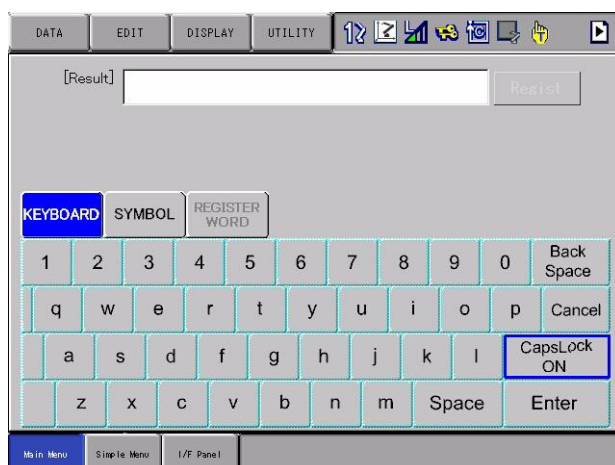 DATA EDIT DISPLAY UTILITY
[Result] Regist
KEYBOARD SYMBOL REGISTER WORD
1 2 3 4 5 6 7 8 9 0 Back Space
q w e r t y u i o p Cancel
a s d f g h j k l CapsLock ON
z x c v b n m Space Enter
Main Menu Simple Menu I/F Panel